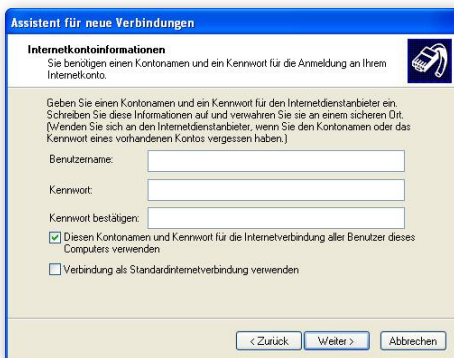 Assistent für neue Verbindungen
Internetkontoinformationen
Sie benötigen einen Kontonamen und ein Kennwort für die Anmeldung an Ihrem
Internetkonto.
Geben Sie einen Kontonamen und ein Kennwort für den Internetdienstanbieter ein.
Schreiben Sie diese Informationen auf und verwahren Sie sie an einem sicheren Ort.
(Wenden Sie sich an den Internetdienstanbieter, wenn Sie den Kontonamen oder das
Kennwort eines vorhandenen Kontos vergessen haben.)
Benutzername:
Kennwort:
Kennwort bestätigen:
Diesen Kontonamen und Kennwort für die Internetverbindung aller Benutzer dieses
Computers verwenden
Verbindung als Standardinternetverbindung verwenden
< Zurück Weiter > Abbrechen